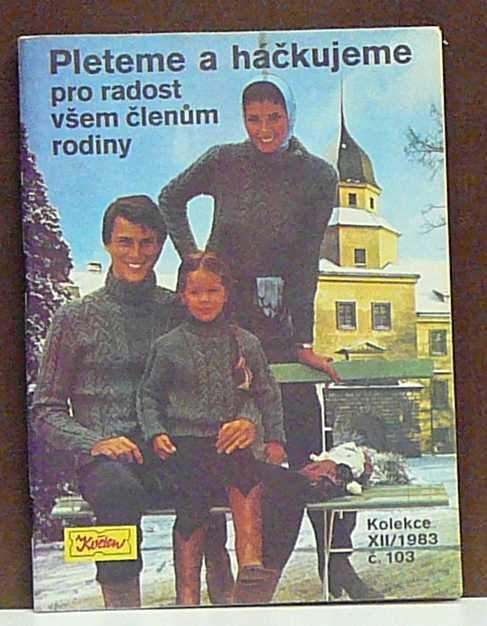 Pleteme a háčkujeme
pro radost
všem členům
rodiny
Květen
Kolekce
XII/1983
č. 103